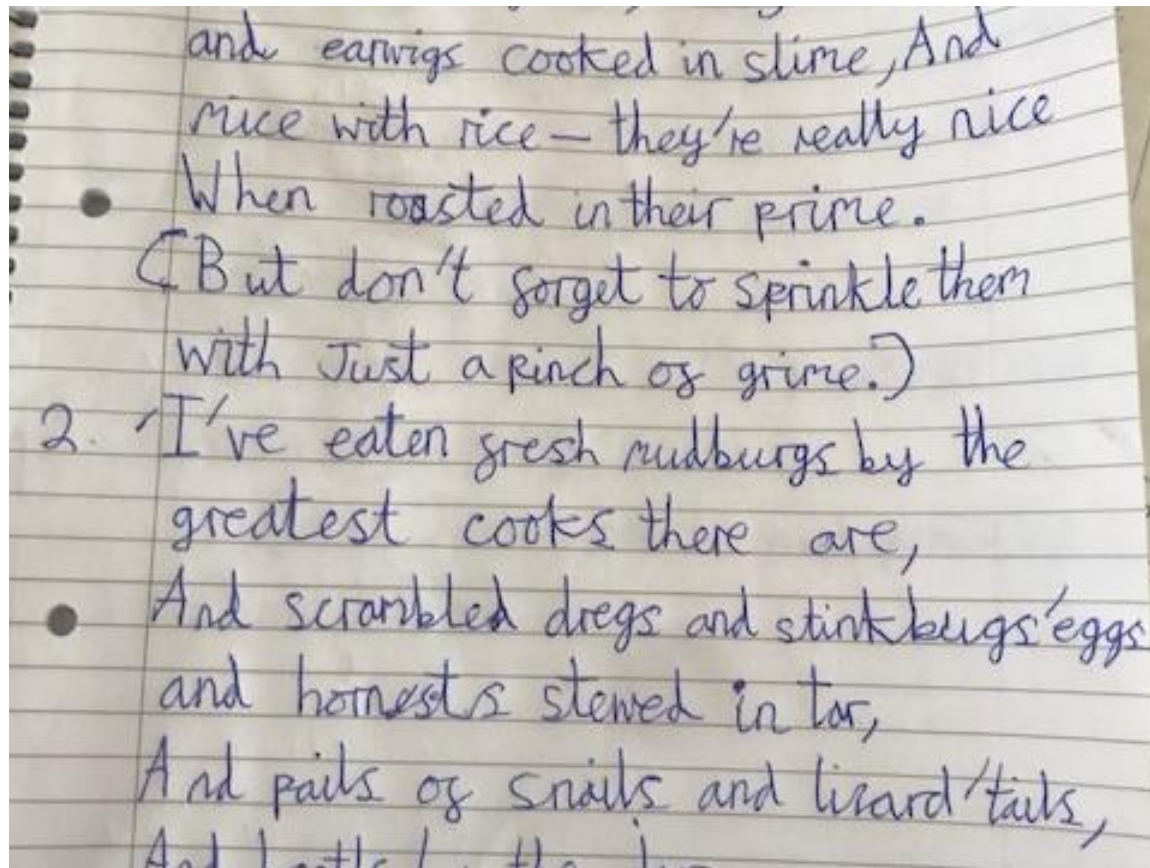 and earwigs cooked in slime, And
mice with rice – they're really nice
When roasted in their prime.
(But don't forget to sprinkle them
with Just a pinch of grime.)
2. 'I've eaten fresh mudburgs by the
greatest cooks there are,
And scrambled dregs and stinkbugs' eggs
and hornests stewed in tar,
And pails of snails and lizard 'tails,
And